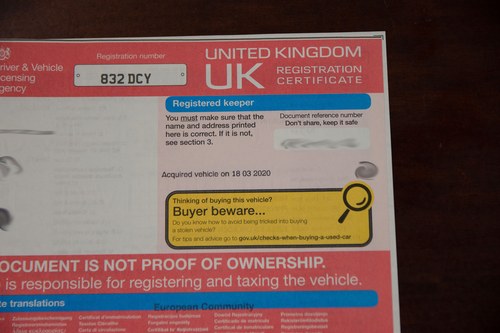 river & Vehicle
icensing
gency
Registration number
832 DCY
UNITED KINGDOM
UK REGISTRATION
CERTIFICATE
Registered keeper
You must make sure that the
name and address printed
here is correct. If it is not,
see section 3.
Document reference number
Don't share, keep it safe
Acquired vehicle on 18 03 2020
Thinking of buying this vehicle?
Buyer beware...
Do you know how to avoid being tricked into buying
a stolen vehicle?
For tips and advice go to gov.uk/checks-when-buying-a-used-car
OCUMENT IS NOT PROOF OF OWNERSHIP.
is responsible for registering and taxing the vehicle.
te translations
European Community